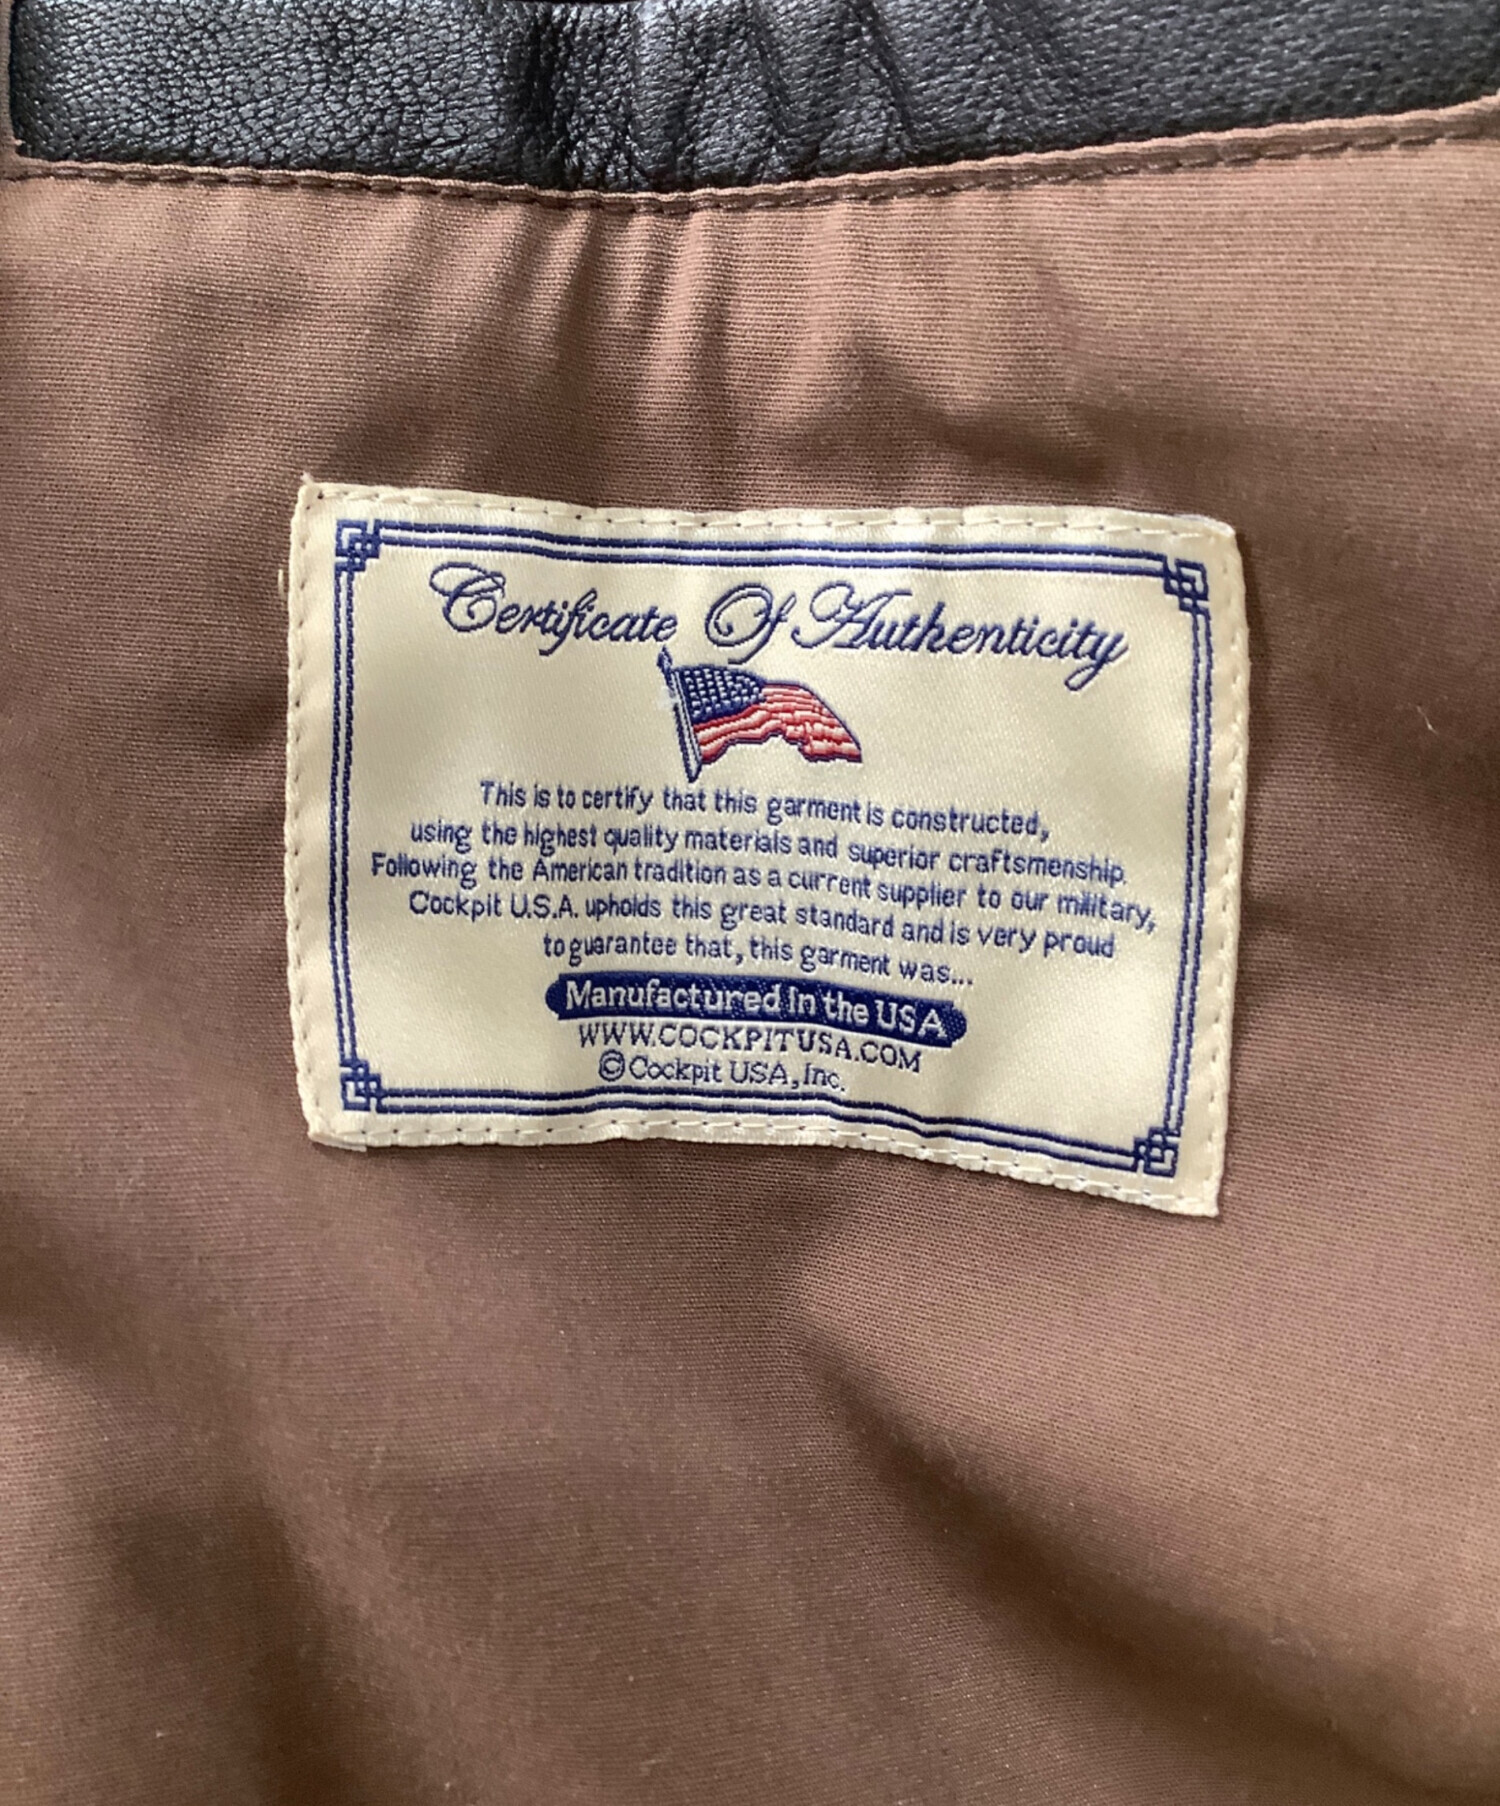 Certificate Of Authenticity
This is to certify that this garment is constructed,
using the highest quality materials and superior craftsmenship.
Following the American tradition as a current supplier to our military,
Cockpit U.S.A. upholds this great standard and is very proud
to guarantee that, this garment was...
Manufactured in the USA
WWW.COCKPITUSA.COM
©Cockpit USA, Inc.